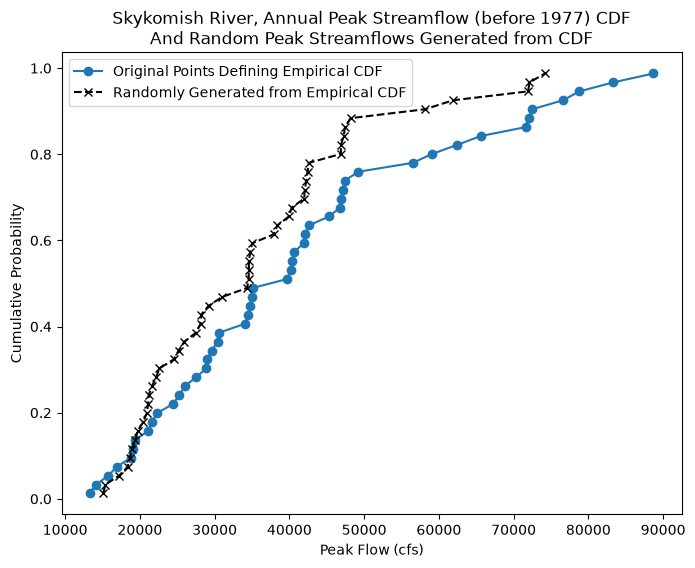 Skykomish River, Annual Peak Streamflow (before 1977) CDF
And Random Peak Streamflows Generated from CDF
Original Points Defining Empirical CDF
Randomly Generated from Empirical CDF
Cumulative Probability
1.0
0.8
0.6
0.4
0.2
0.0
10000 20000 30000 40000 50000 60000 70000 80000 90000
Peak Flow (cfs)